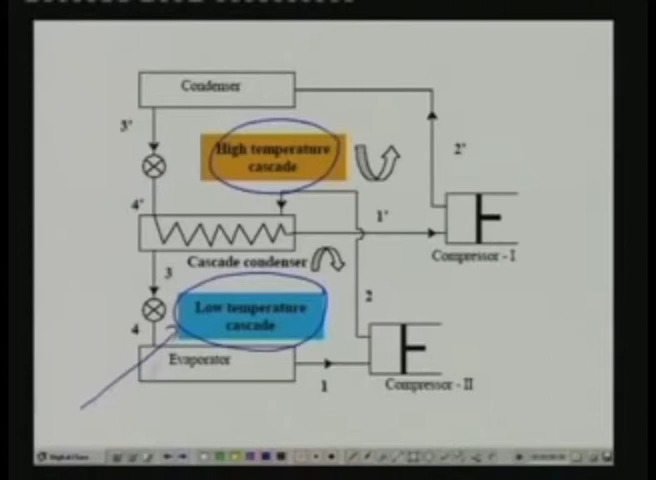 Condenser
3'
High temperature
cascade
2'
4'
1'
Cascade condenser
Compressor - I
3
Low temperature
cascade
2
4
Evaporator
1
Compressor - II